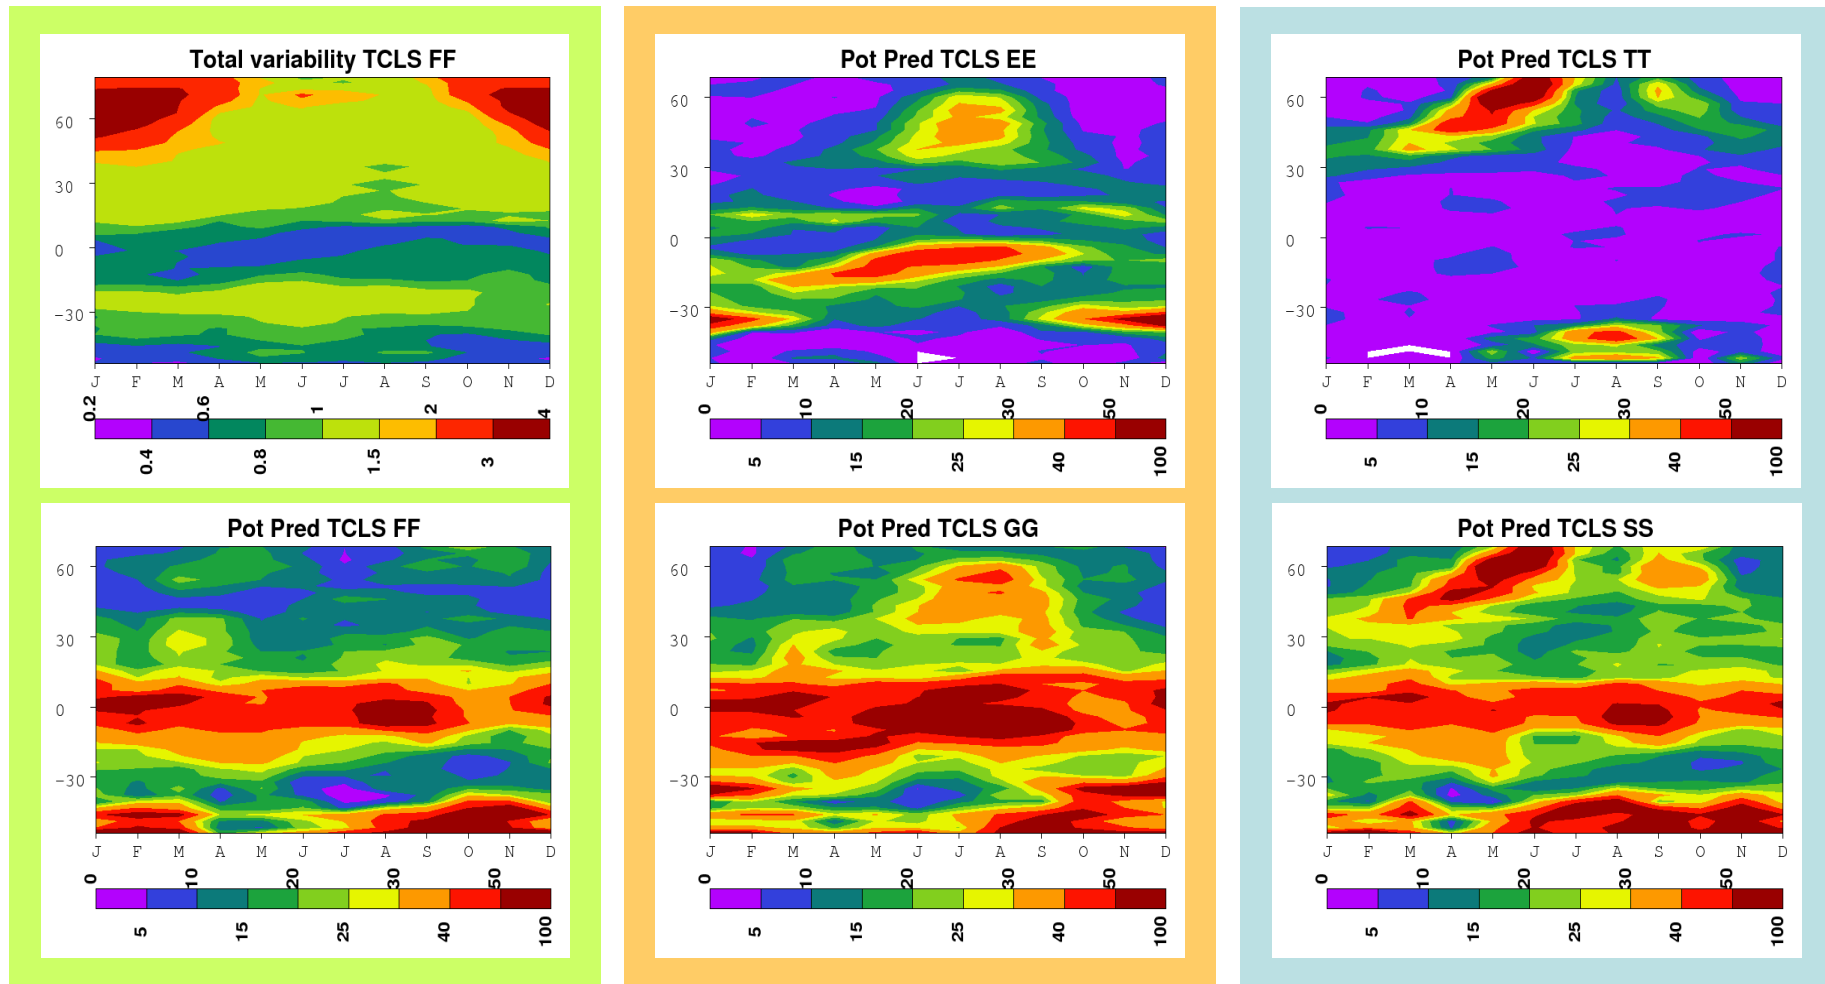 Total variability TCLS FF
60
30
0
−30
J F M A M J J A S O N D
0.2 0.6 1 2 4
0.4 0.8 1.5 3
Pot Pred TCLS FF
60
30
0
−30
J F M A M J J A S O N D
0 10 20 30 50
5 15 25 40 100
Pot Pred TCLS EE
60
30
0
−30
J F M A M J J A S O N D
0 10 20 30 50
5 15 25 40 100
Pot Pred TCLS GG
60
30
0
−30
J F M A M J J A S O N D
0 10 20 30 50
5 15 25 40 100
Pot Pred TCLS TT
60
30
0
−30
J F M A M J J A S O N D
0 10 20 30 50
5 15 25 40 100
Pot Pred TCLS SS
60
30
0
−30
J F M A M J J A S O N D
0 10 20 30 50
5 15 25 40 100